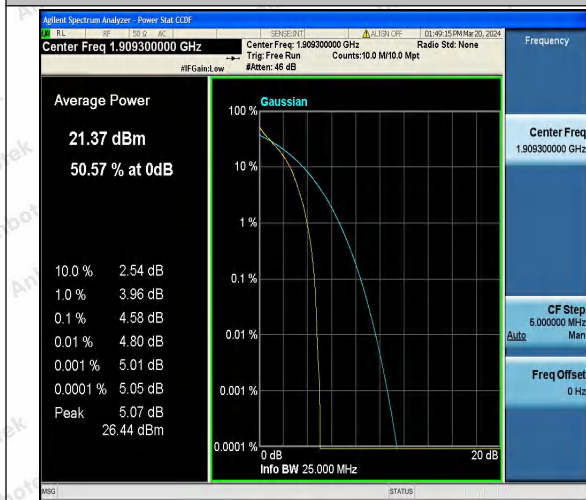 Agilent Spectrum Analyzer - Power Stat CCDF
RL RF 50 Ω AC SENSE:INT ALIGN OFF 01:49:15 PM Mar 20, 2024
Center Freq 1.909300000 GHz
Center Freq: 1.909300000 GHz Radio Std: None
Trig: Free Run Counts:10.0 M/10.0 Mpt
#IFGain:Low #Atten: 46 dB
Frequency
Average Power
21.37 dBm
50.57 % at 0dB
10.0 % 2.54 dB
1.0 % 3.96 dB
0.1 % 4.58 dB
0.01 % 4.80 dB
0.001 % 5.01 dB
0.0001 % 5.05 dB
Peak 5.07 dB
26.44 dBm
Gaussian
100 %
10 %
1 %
0.1 %
0.01 %
0.001 %
0.0001 %
0 dB 20 dB
Info BW 25.000 MHz
Center Freq
1.909300000 GHz
CF Step
5.000000 MHz
Auto Man
Freq Offset
0 Hz
MSG STATUS